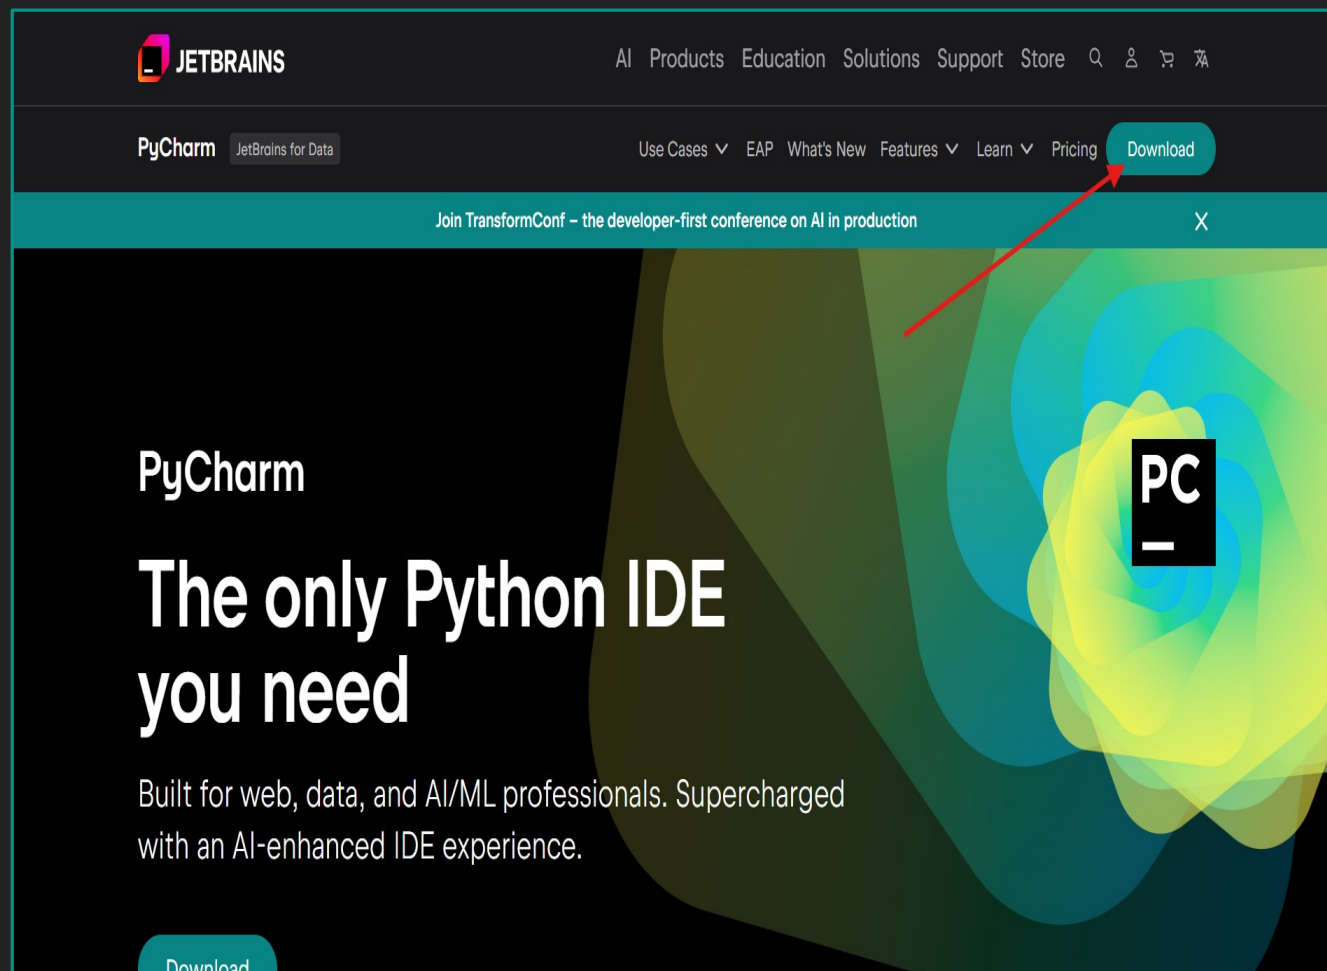 JETBRAINS
AI Products Education Solutions Support Store
PyCharm JetBrains for Data
Use Cases EAP What's New Features Learn Pricing Download
Join TransformConf – the developer-first conference on AI in production X
PC
PyCharm
The only Python IDE
you need
Built for web, data, and AI/ML professionals. Supercharged
with an AI-enhanced IDE experience.
Download